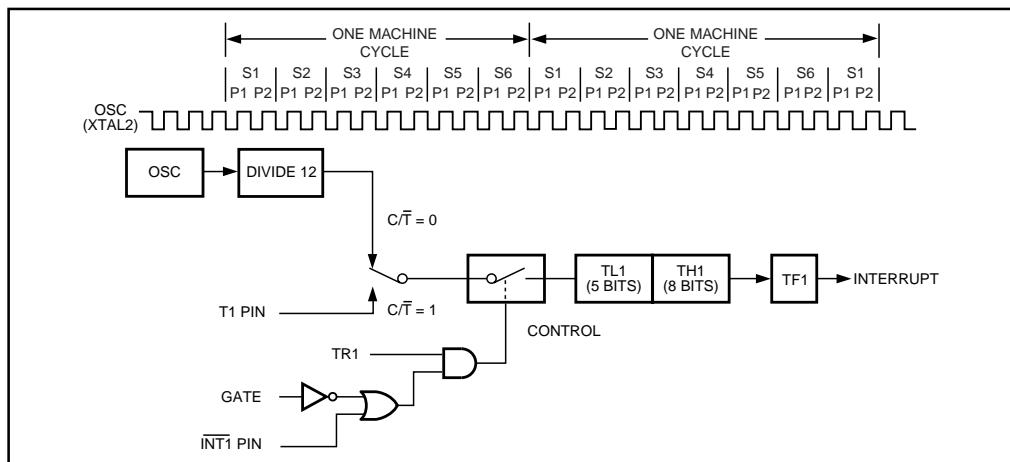 ONE MACHINE CYCLE ONE MACHINE CYCLE
S1 S2 S3 S4 S5 S6 S1 S2 S3 S4 S5 S6 S1
P1 P2 P1 P2 P1 P2 P1 P2 P1 P2 P1 P2 P1 P2 P1 P2 P1 P2 P1 P2 P1 P2 P1 P2 P1 P2
OSC
(XTAL2)
OSC DIVIDE 12
C/T̅ = 0
TL1 TH1
(5 BITS) (8 BITS)
TF1 INTERRUPT
T1 PIN C/T̅ = 1
CONTROL
TR1
GATE
I̅N̅T̅1̅ PIN